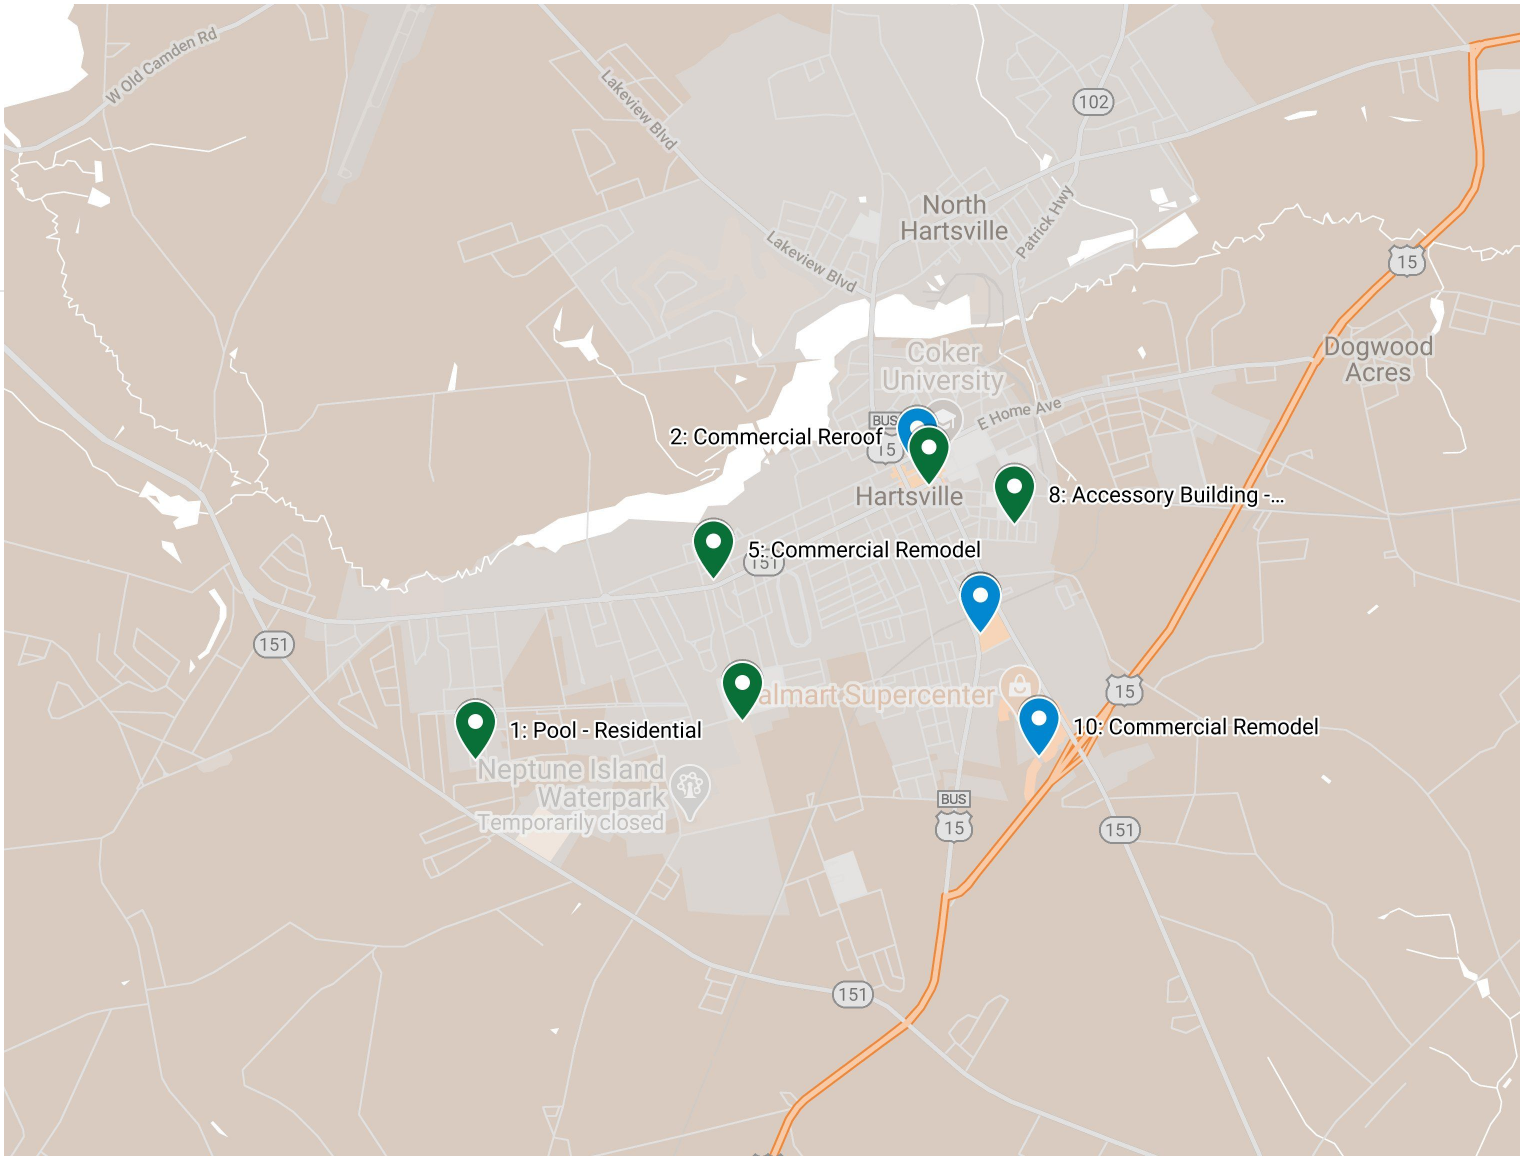 W Old Camden Rd
Lakeview Blvd
102
North
Hartsville
Patrick Hwy
Lakeview Blvd
15
Dogwood
Acres
Coker
University
E Home Ave
BUS
15
2: Commercial Reroof
Hartsville
8: Accessory Building -...
5: Commercial Remodel
151
151
almart Supercenter
15
1: Pool - Residential
10: Commercial Remodel
Neptune Island
Waterpark
Temporarily closed
BUS
15
151
151